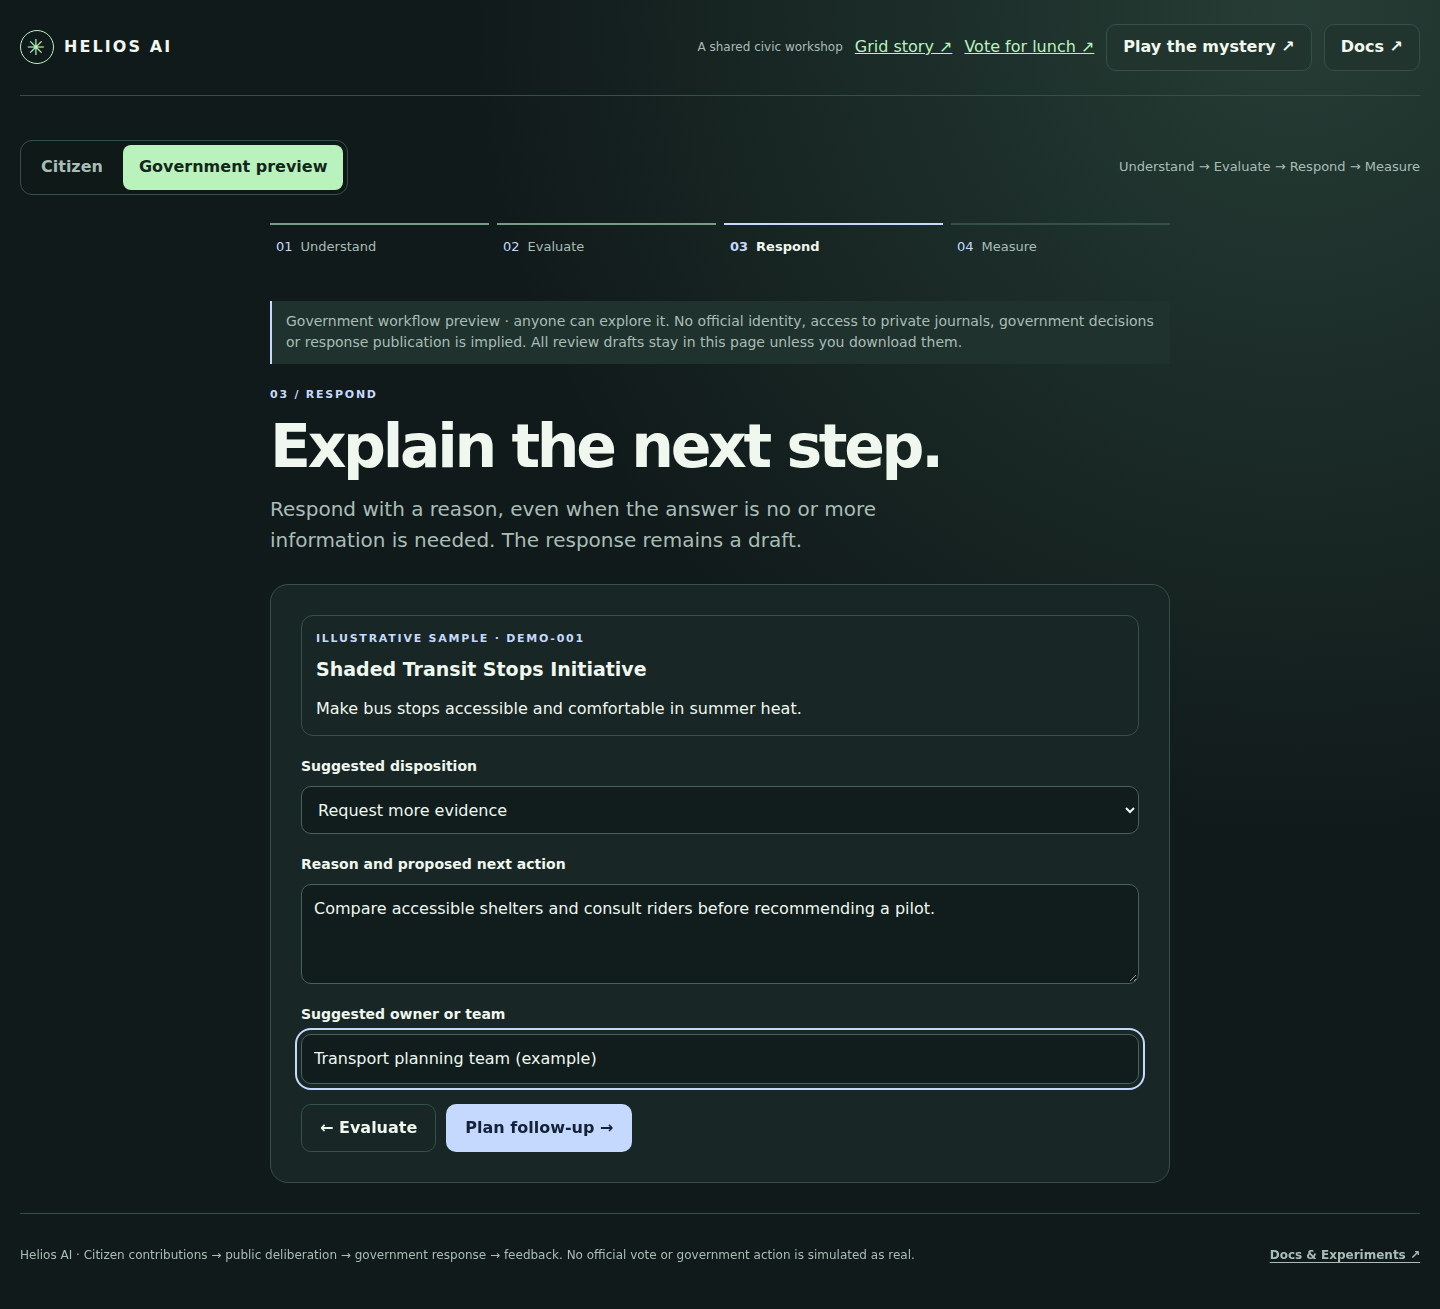 HELIOS AI
A shared civic workshop
Grid story ↗
Vote for lunch ↗
Play the mystery ↗
Docs ↗
Citizen
Government preview
Understand → Evaluate → Respond → Measure
01 Understand
02 Evaluate
03 Respond
04 Measure
Government workflow preview · anyone can explore it. No official identity, access to private journals, government decisions
or response publication is implied. All review drafts stay in this page unless you download them.
03 / RESPOND
Explain the next step.
Respond with a reason, even when the answer is no or more
information is needed. The response remains a draft.
ILLUSTRATIVE SAMPLE · DEMO-001
Shaded Transit Stops Initiative
Make bus stops accessible and comfortable in summer heat.
Suggested disposition
Request more evidence
Reason and proposed next action
Compare accessible shelters and consult riders before recommending a pilot.
Suggested owner or team
Transport planning team (example)
← Evaluate
Plan follow-up →
Helios AI · Citizen contributions → public deliberation → government response → feedback. No official vote or government action is simulated as real.
Docs & Experiments ↗